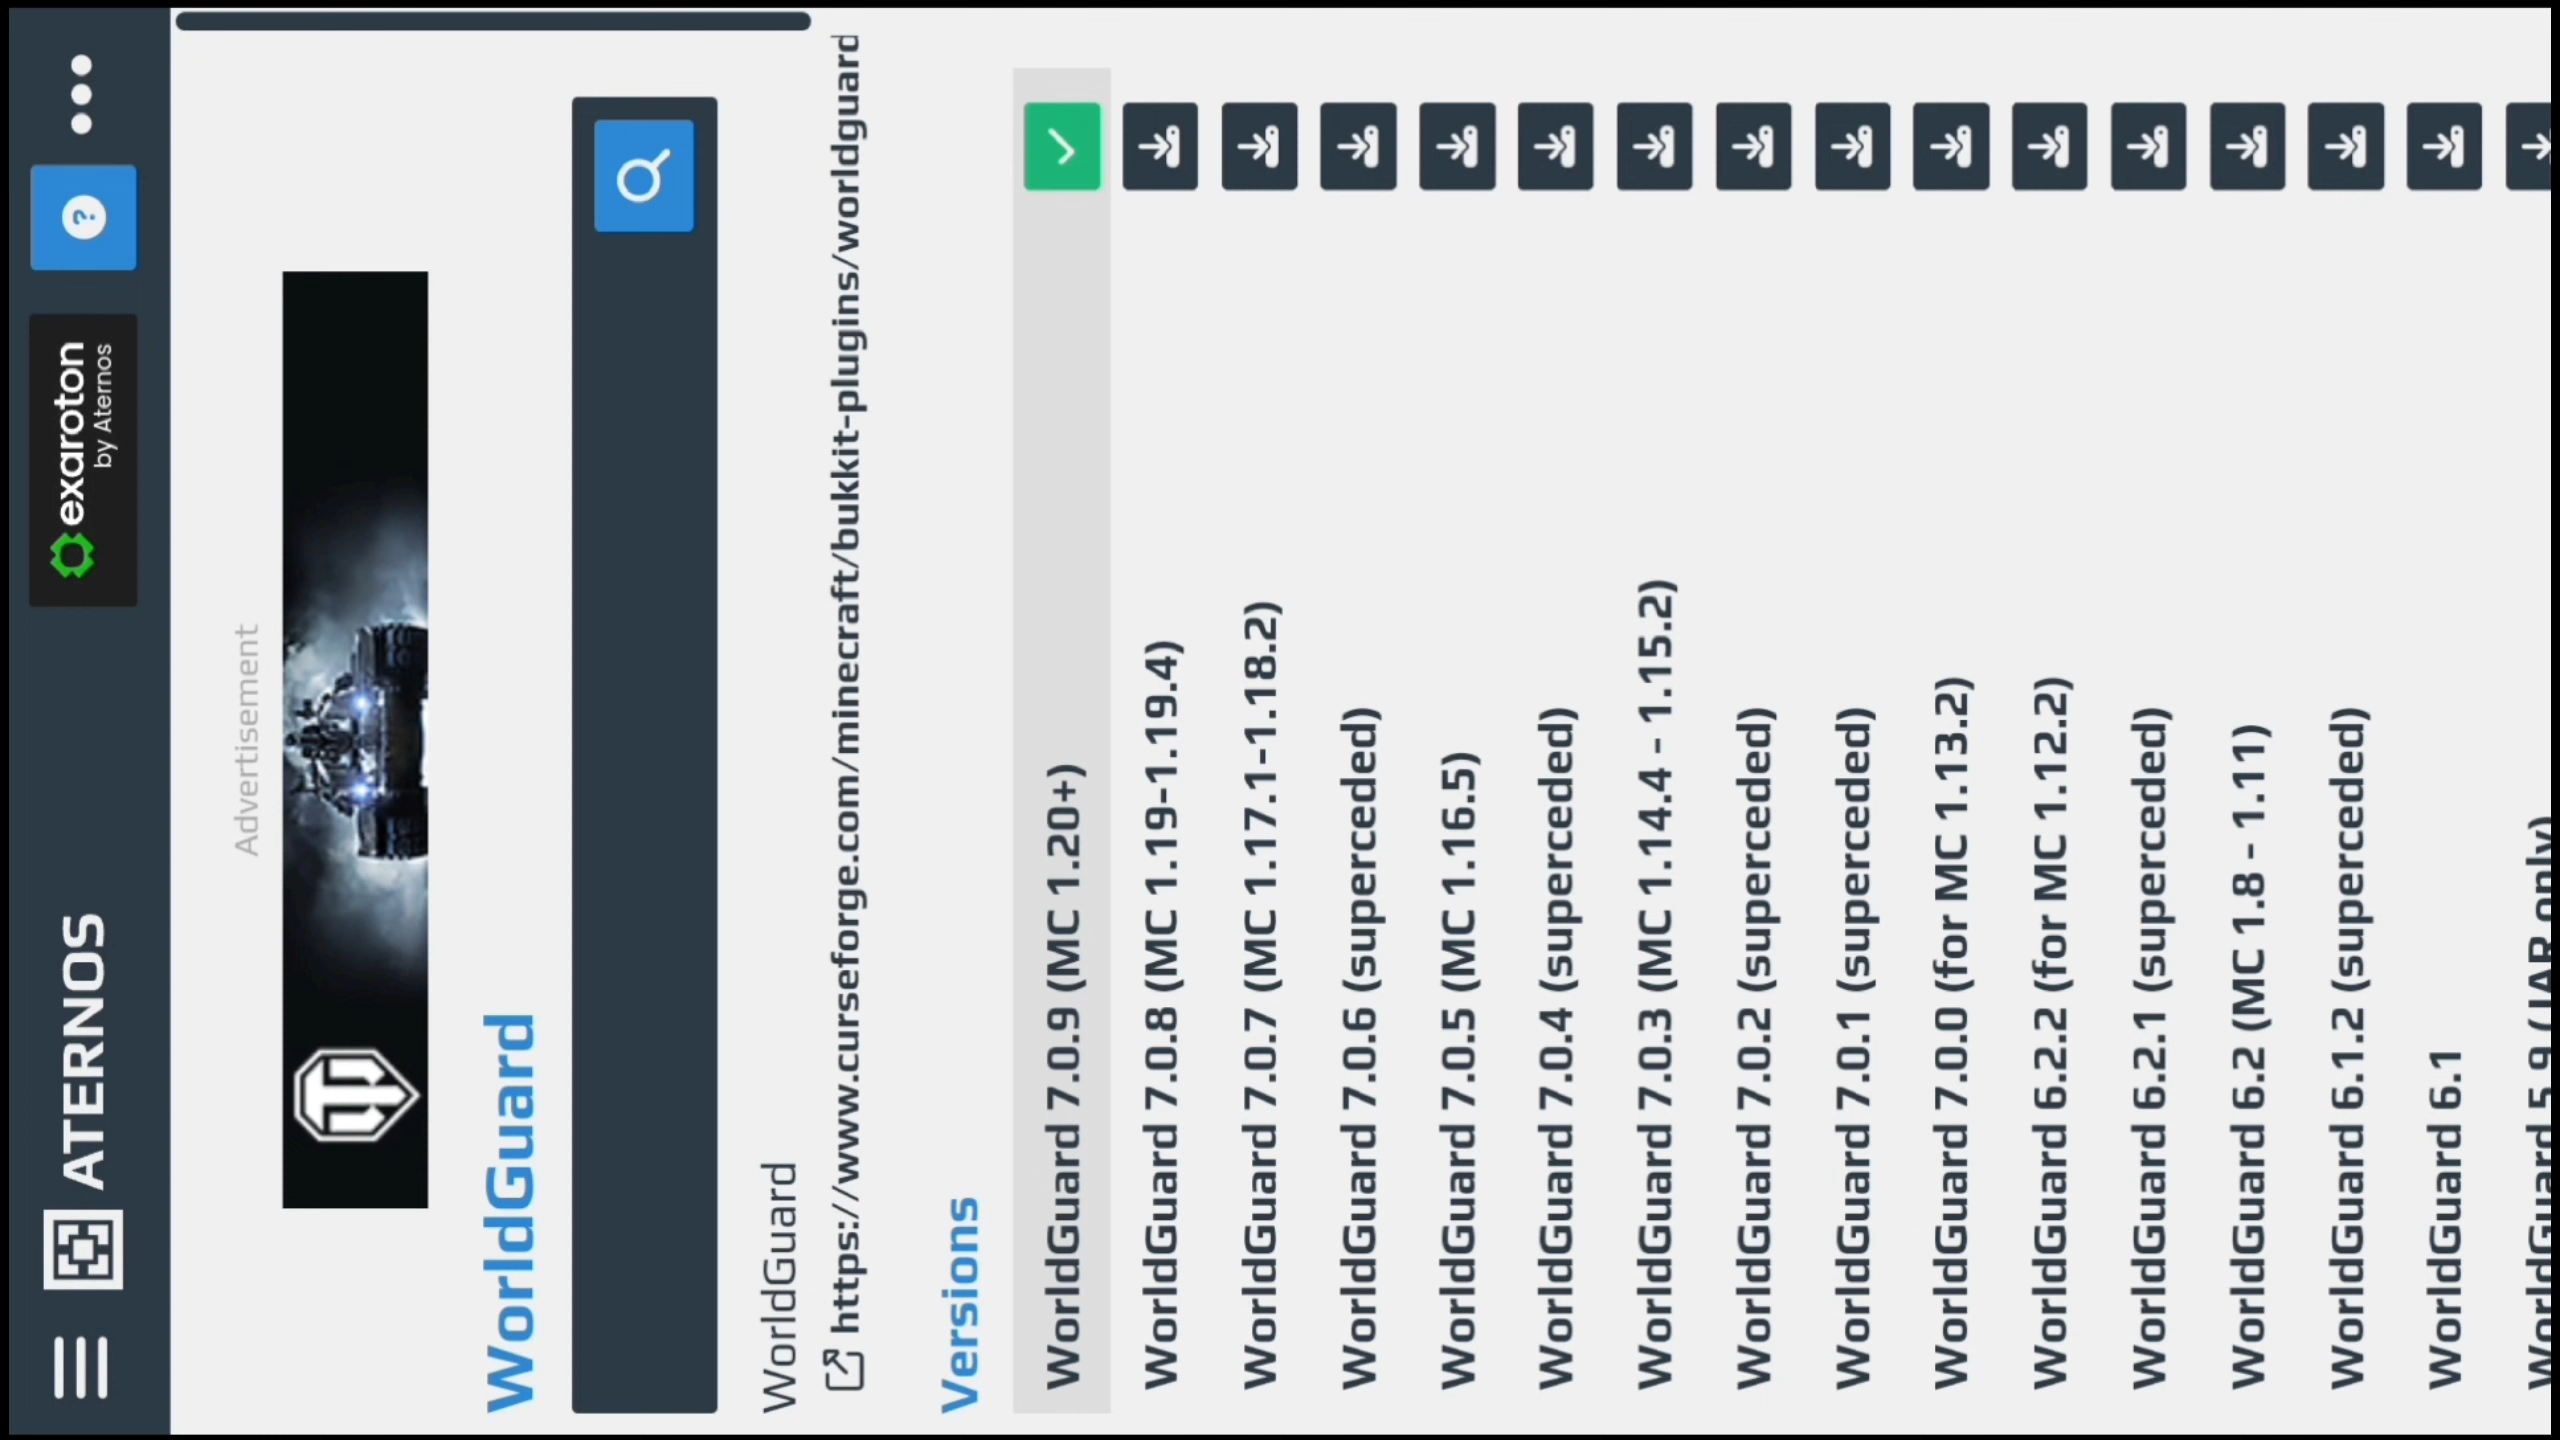 ATERNOS
exaroton
by Aternos
?
Advertisement
WorldGuard
WorldGuard
https://www.curseforge.com/minecraft/bukkit-plugins/worldguard
Versions
WorldGuard 7.0.9 (MC 1.20+)
WorldGuard 7.0.8 (MC 1.19-1.19.4)
WorldGuard 7.0.7 (MC 1.17.1-1.18.2)
WorldGuard 7.0.6 (superceded)
WorldGuard 7.0.5 (MC 1.16.5)
WorldGuard 7.0.4 (superceded)
WorldGuard 7.0.3 (MC 1.14.4 - 1.15.2)
WorldGuard 7.0.2 (superceded)
WorldGuard 7.0.1 (superceded)
WorldGuard 7.0.0 (for MC 1.13.2)
WorldGuard 6.2.2 (for MC 1.12.2)
WorldGuard 6.2.1 (superceded)
WorldGuard 6.2 (MC 1.8 - 1.11)
WorldGuard 6.1.2 (superceded)
WorldGuard 6.1
WorldGuard 5.9 (JAR only)